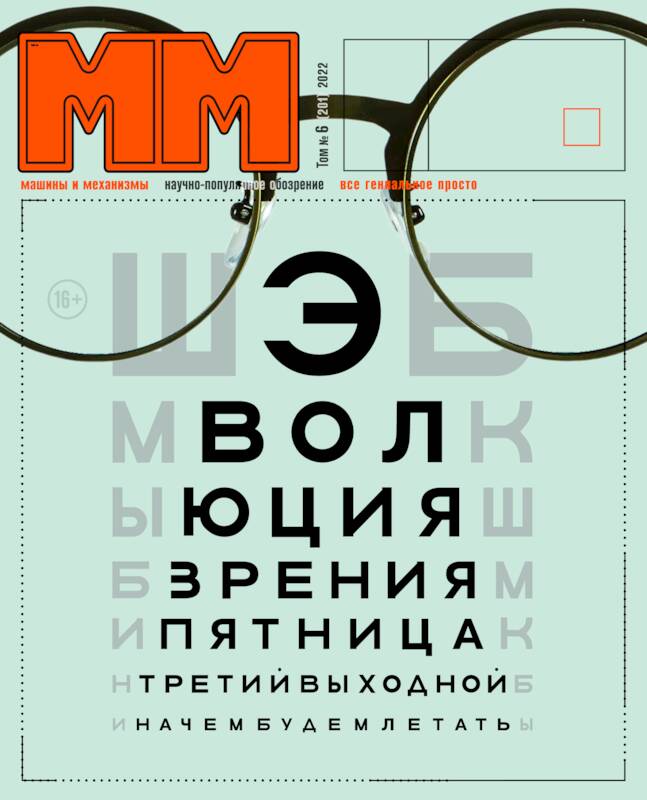 ММ
Том № 6 (201) 2022
машины и механизмы научно-популярное обозрение все гениальное просто
16+
ШЭБ
МВОЛК
ЫЮЦИЯШ
БЗРЕНИЯМ
ИПЯТНИЦАК
НТРЕТИЙВЫХОДНОЙБ
ИНАЧЕМБУДЕМЛЕТАТЬЫ